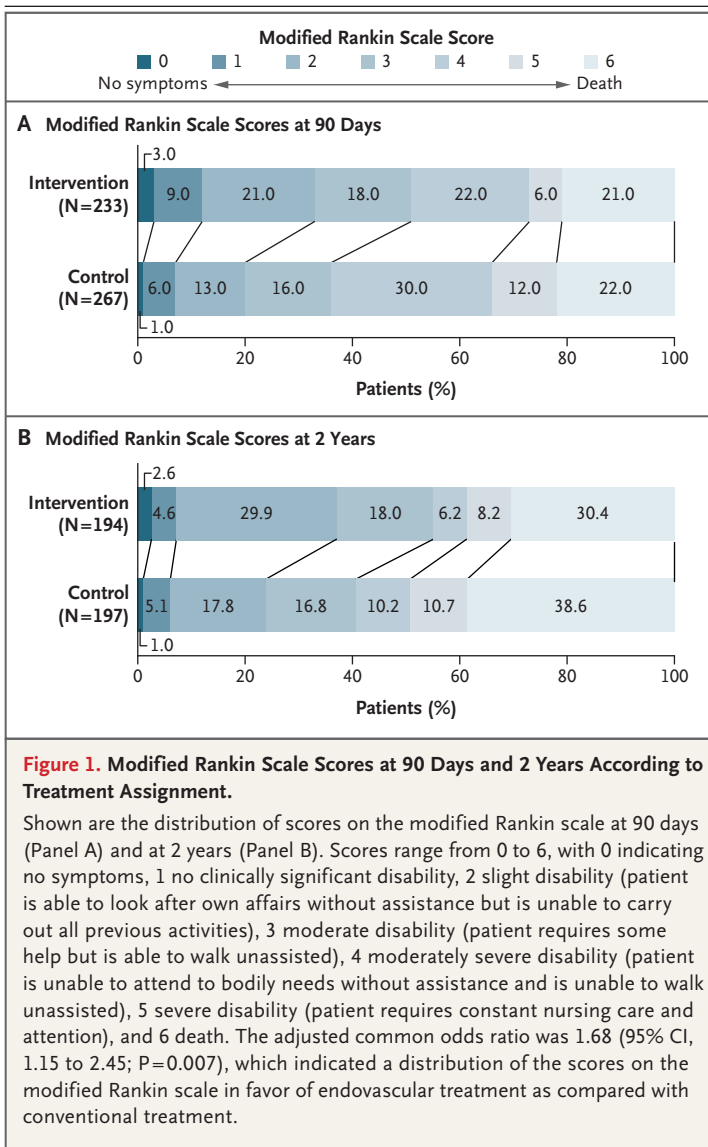 Modified Rankin Scale Score
0 1 2 3 4 5 6
No symptoms Death
A Modified Rankin Scale Scores at 90 Days
3.0
Intervention
(N=233)
9.0 21.0 18.0 22.0 6.0 21.0
Control
(N=267)
6.0 13.0 16.0 30.0 12.0 22.0
1.0
0 20 40 60 80 100
Patients (%)
B Modified Rankin Scale Scores at 2 Years
2.6
Intervention
(N=194)
4.6 29.9 18.0 6.2 8.2 30.4
Control
(N=197)
5.1 17.8 16.8 10.2 10.7 38.6
1.0
0 20 40 60 80 100
Patients (%)
Figure 1. Modified Rankin Scale Scores at 90 Days and 2 Years According to
Treatment Assignment.
Shown are the distribution of scores on the modified Rankin scale at 90 days
(Panel A) and at 2 years (Panel B). Scores range from 0 to 6, with 0 indicating
no symptoms, 1 no clinically significant disability, 2 slight disability (patient
is able to look after own affairs without assistance but is unable to carry
out all previous activities), 3 moderate disability (patient requires some
help but is able to walk unassisted), 4 moderately severe disability (patient
is unable to attend to bodily needs without assistance and is unable to walk
unassisted), 5 severe disability (patient requires constant nursing care and
attention), and 6 death. The adjusted common odds ratio was 1.68 (95% CI,
1.15 to 2.45; P=0.007), which indicated a distribution of the scores on the
modified Rankin scale in favor of endovascular treatment as compared with
conventional treatment.